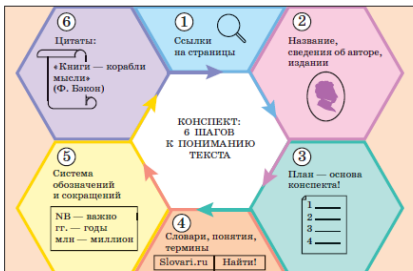 1
Ссылки
на страницы
2
Название,
сведения об авторе,
издании
3
План — основа
конспекта!
1
2
3
4
4
Словари, понятия,
термины
Slovari.ru Найти!
5
Система
обозначений
и сокращений
NB — важно
гг. — годы
млн — миллион
6
Цитаты:
«Книги — корабли
мысли»
(Ф. Бэкон)
КОНСПЕКТ:
6 ШАГОВ
К ПОНИМАНИЮ
ТЕКСТА